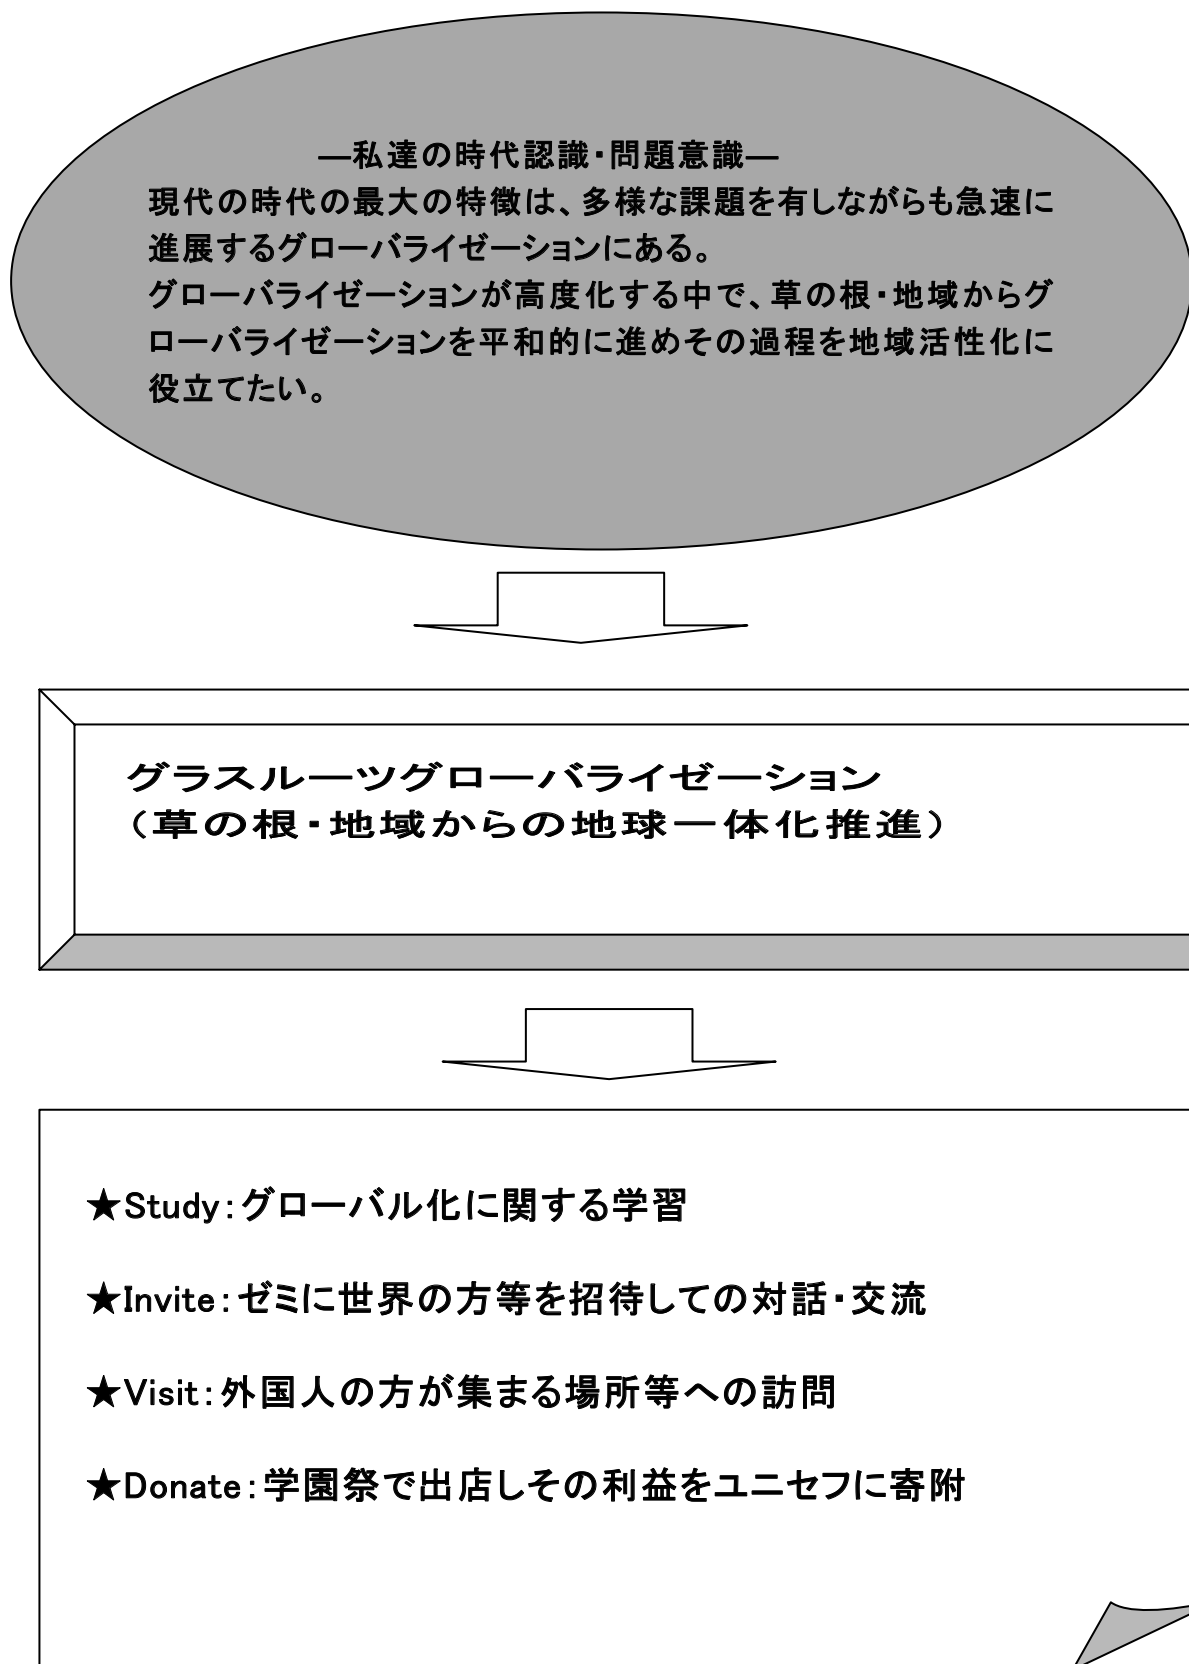 ―私達の時代認識・問題意識―
現代の時代の最大の特徴は、多様な課題を有しながらも急速に
進展するグローバライゼーションにある。
グローバライゼーションが高度化する中で、草の根・地域からグ
ローバライゼーションを平和的に進めその過程を地域活性化に
役立てたい。
グラスルーツグローバライゼーション
（草の根・地域からの地球一体化推進）
★Study：グローバル化に関する学習
★Invite：ゼミに世界の方等を招待しての対話・交流
★Visit：外国人の方が集まる場所等への訪問
★Donate：学園祭で出店しその利益をユニセフに寄附